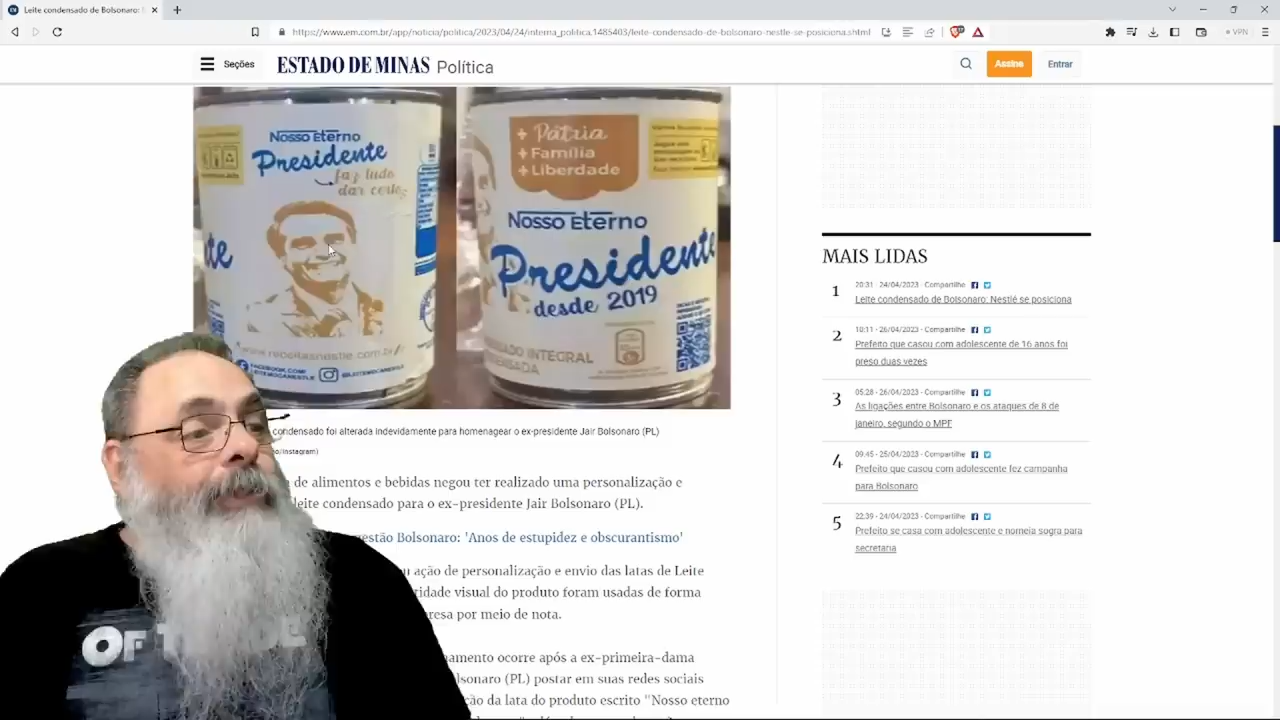 Leite condensado de Bolsonaro:
https://www.em.com.br/app/noticia/politica/2023/04/24/interna_politica,1485403/leite-condensado-de-bolsonaro-nestle-se-posiciona.shtml
VPN
Seções
ESTADO DE MINAS Política
Assine
Entrar
Nosso Eterno
Presidente
faz tudo
dar certo
+ Pátria
+ Família
+ Liberdade
Nosso Eterno
Presidente
desde 2019
INTEGRAL
condensado foi alterada indevidamente para homenagear o ex-presidente Jair Bolsonaro (PL)
de alimentos e bebidas negou ter realizado uma personalização e
leite condensado para o ex-presidente Jair Bolsonaro (PL).
Bolsonaro: 'Anos de estupidez e obscurantismo'
ação de personalização e envio das latas de Leite
do produto foram usadas de forma
por meio de nota.
ocorre após a ex-primeira-dama
(PL) postar em suas redes sociais
da lata do produto escrito "Nosso eterno
MAIS LIDAS
1 20:31 - 24/04/2023 - Compartilhe
Leite condensado de Bolsonaro: Nestlé se posiciona
2 10:11 - 26/04/2023 - Compartilhe
Prefeito que casou com adolescente de 16 anos foi
preso duas vezes
3 05:28 - 26/04/2023 - Compartilhe
As ligações entre Bolsonaro e os ataques de 8 de
janeiro, segundo o MPF
4 09:45 - 25/04/2023 - Compartilhe
Prefeito que casou com adolescente fez campanha
para Bolsonaro
5 22:39 - 24/04/2023 - Compartilhe
Prefeito se casa com adolescente e nomeia sogra para
secretaria
OF